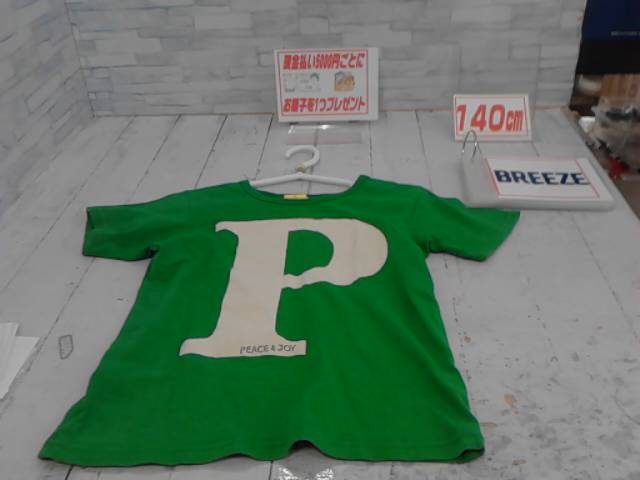 現金払い5000円ごとに
お菓子を1つプレゼント
140cm
BREEZE
P
PEACE & JOY